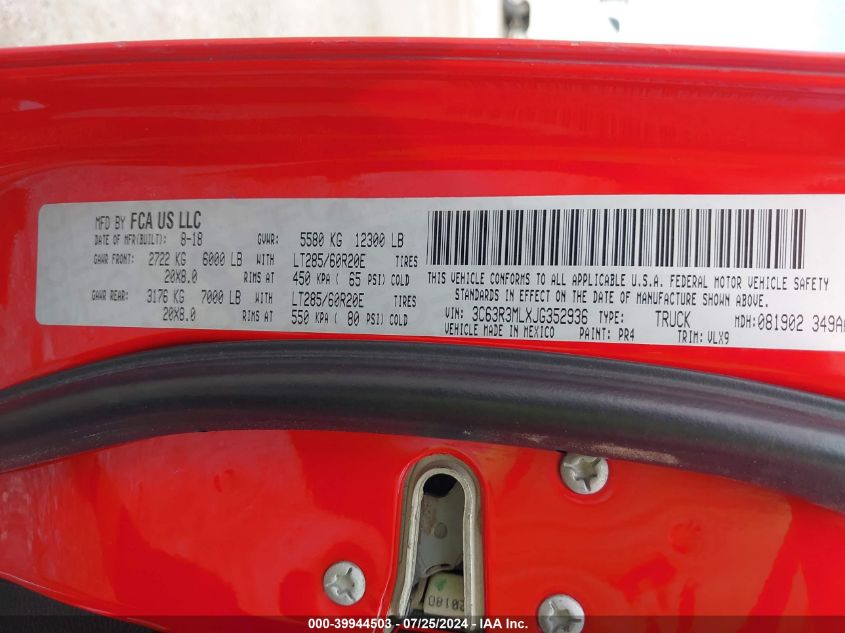 MFD BY FCA US LLC
DATE OF MFR(BUILT): 8-18 GVWR: 5580 KG 12300 LB
GAWR FRONT: 2722 KG 6000 LB WITH LT285/60R20E TIRES
20X8.0 RIMS AT 450 KPA ( 65 PSI) COLD
GAWR REAR: 3176 KG 7000 LB WITH LT285/60R20E TIRES
20X8.0 RIMS AT 550 KPA ( 80 PSI) COLD
THIS VEHICLE CONFORMS TO ALL APPLICABLE U.S.A. FEDERAL MOTOR VEHICLE SAFETY
STANDARDS IN EFFECT ON THE DATE OF MANUFACTURE SHOWN ABOVE.
VIN: 3C63R3MLXJG352936 TYPE: TRUCK MDH: 081902 349A
VEHICLE MADE IN MEXICO PAINT: PR4 TRIM: VLX9
20180
000-39944503 / 07/25/2024 - IAA Inc.